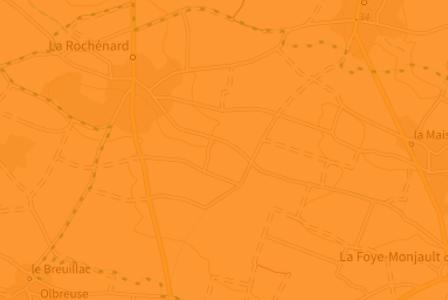 La Rochénard
la Mais
La Foye-Monjault
le Breuillac
Olbreuse